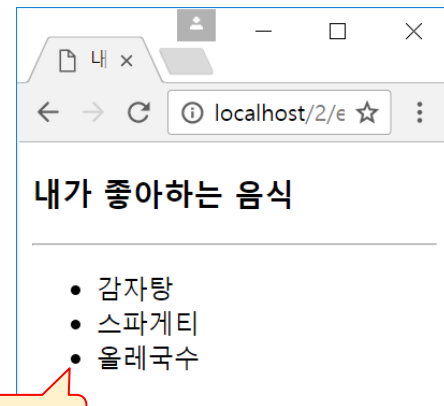 내
localhost/2/e
내가 좋아하는 음식
감자탕
스파게티
올레국수